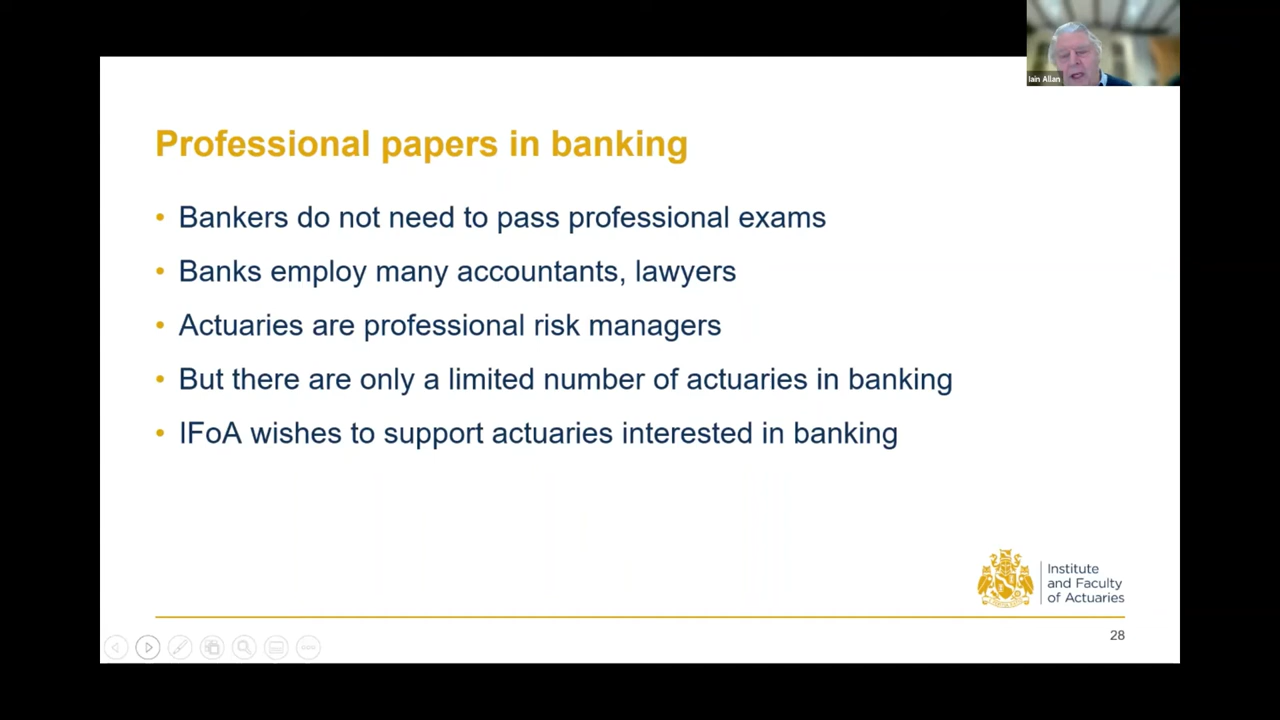 Iain Allan
Professional papers in banking
• Bankers do not need to pass professional exams
• Banks employ many accountants, lawyers
• Actuaries are professional risk managers
• But there are only a limited number of actuaries in banking
• IFoA wishes to support actuaries interested in banking
Institute
and Faculty
of Actuaries
28